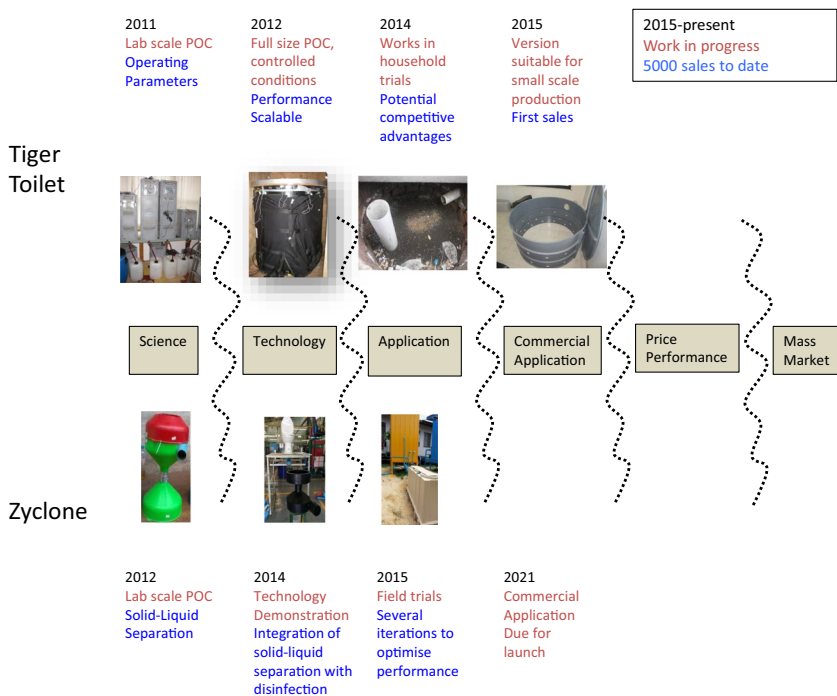 2011
Lab scale POC
Operating
Parameters
2012
Full size POC,
controlled
conditions
Performance
Scalable
2014
Works in
household
trials
Potential
competitive
advantages
2015
Version
suitable for
small scale
production
First sales
2015-present
Work in progress
5000 sales to date
Tiger
Toilet
Science
Technology
Application
Commercial
Application
Price
Performance
Mass
Market
Zyclone
2012
Lab scale POC
Solid-Liquid
Separation
2014
Technology
Demonstration
Integration of
solid-liquid
separation with
disinfection
2015
Field trials
Several
iterations to
optimise
performance
2021
Commercial
Application
Due for
launch